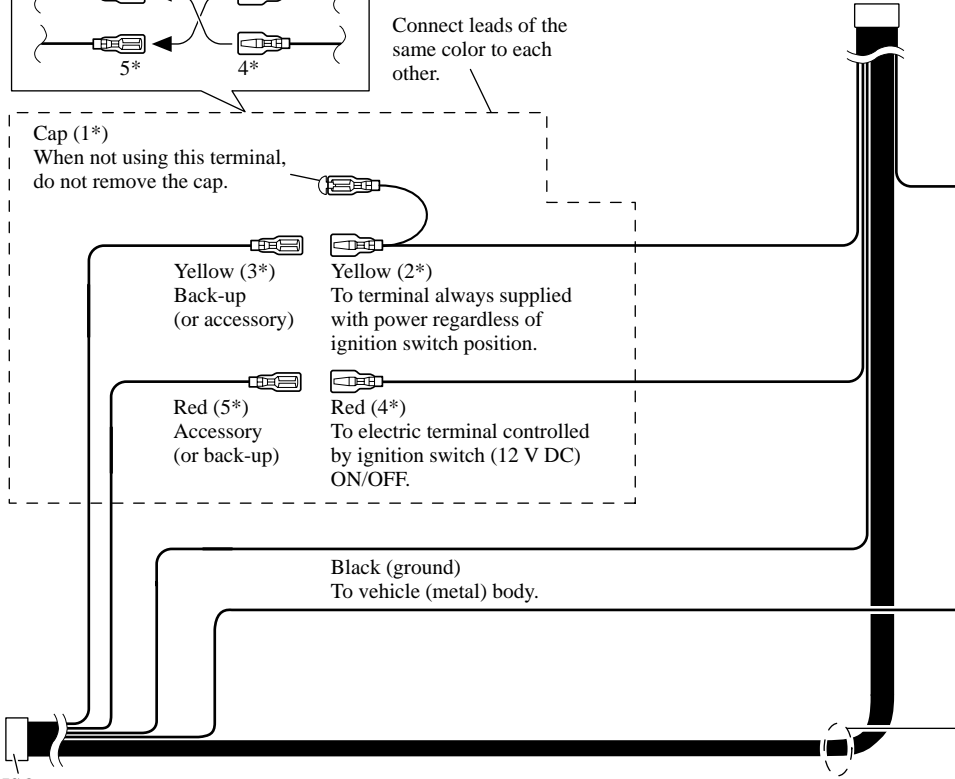 5*
4*
Connect leads of the
same color to each
other.
Cap (1*)
When not using this terminal,
do not remove the cap.
Yellow (3*)
Back-up
(or accessory)
Yellow (2*)
To terminal always supplied
with power regardless of
ignition switch position.
Red (5*)
Accessory
(or back-up)
Red (4*)
To electric terminal controlled
by ignition switch (12 V DC)
ON/OFF.
Black (ground)
To vehicle (metal) body.